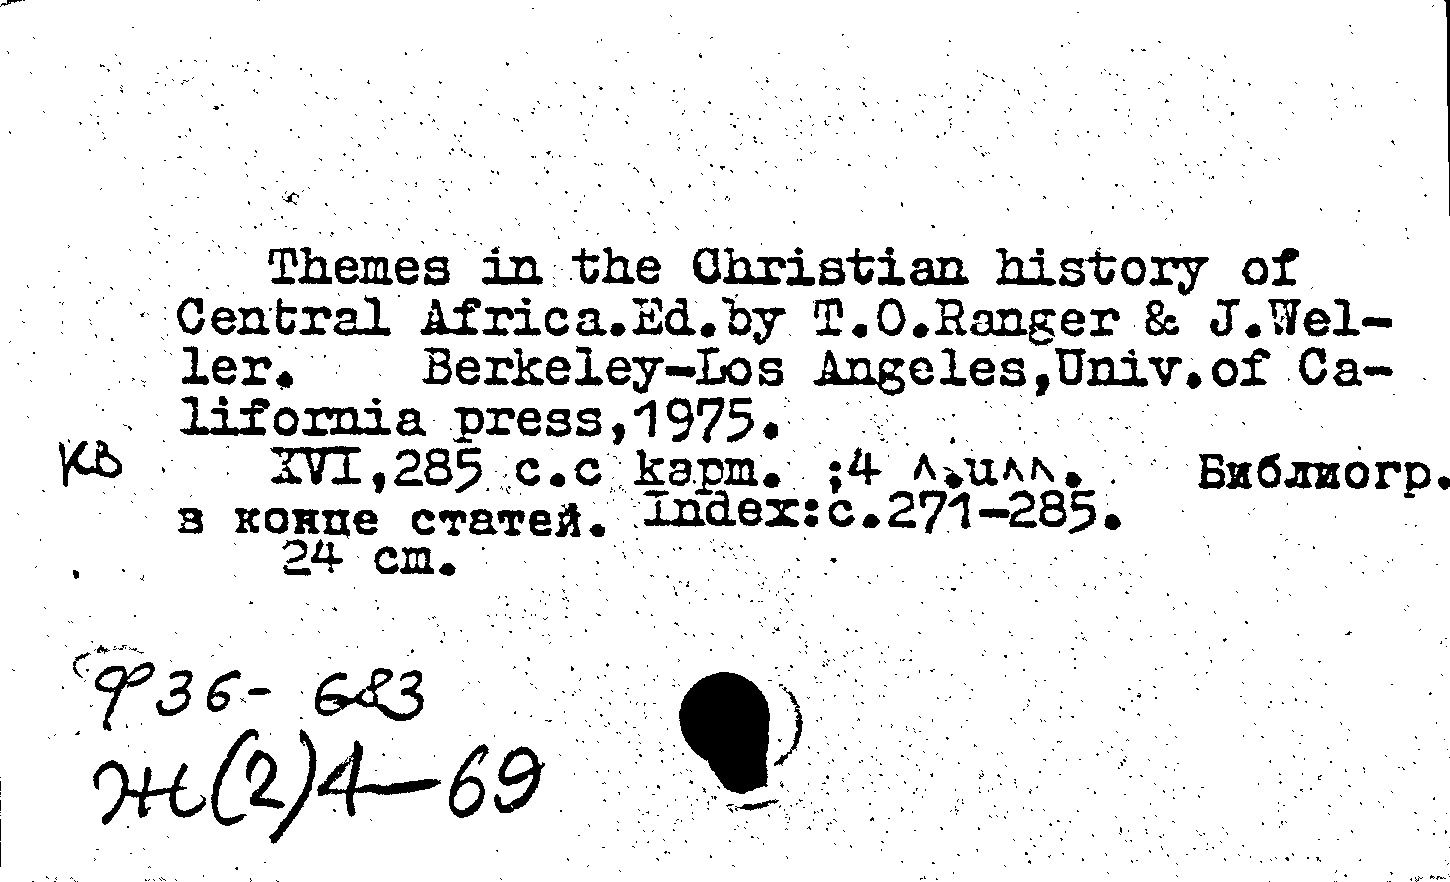 Themes in the Christian history of
Central Africa.Ed.by T.O.Ranger & J.Wel-
ler. Berkeley-Los Angeles,Univ.of Ca-
lifornia press,1975.
КВ XVI,285 с.с карт. ;4 л.илл. Библиогр.
в конце статей. Index:c.271-285.
24 cm.
Ф36- 683
Ж(2)4-69